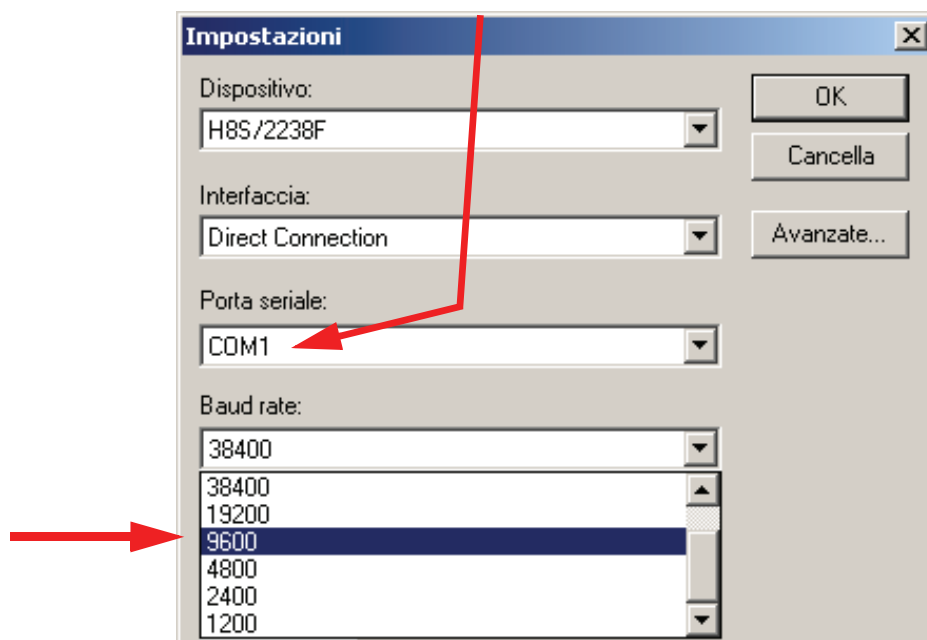 Impostazioni
Dispositivo:
OK
H8S/2238F
Cancella
Interfaccia:
Direct Connection
Avanzate...
Porta seriale:
COM1
Baud rate:
38400
38400
19200
9600
4800
2400
1200